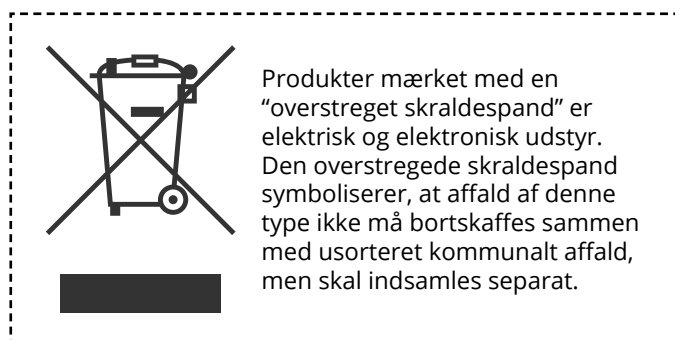 Produkter mærket med en
“overstreget skraldespand” er
elektrisk og elektronisk udstyr.
Den overstregede skraldespand
symboliserer, at affald af denne
type ikke må bortskaffes sammen
med usorteret kommunalt affald,
men skal indsamles separat.